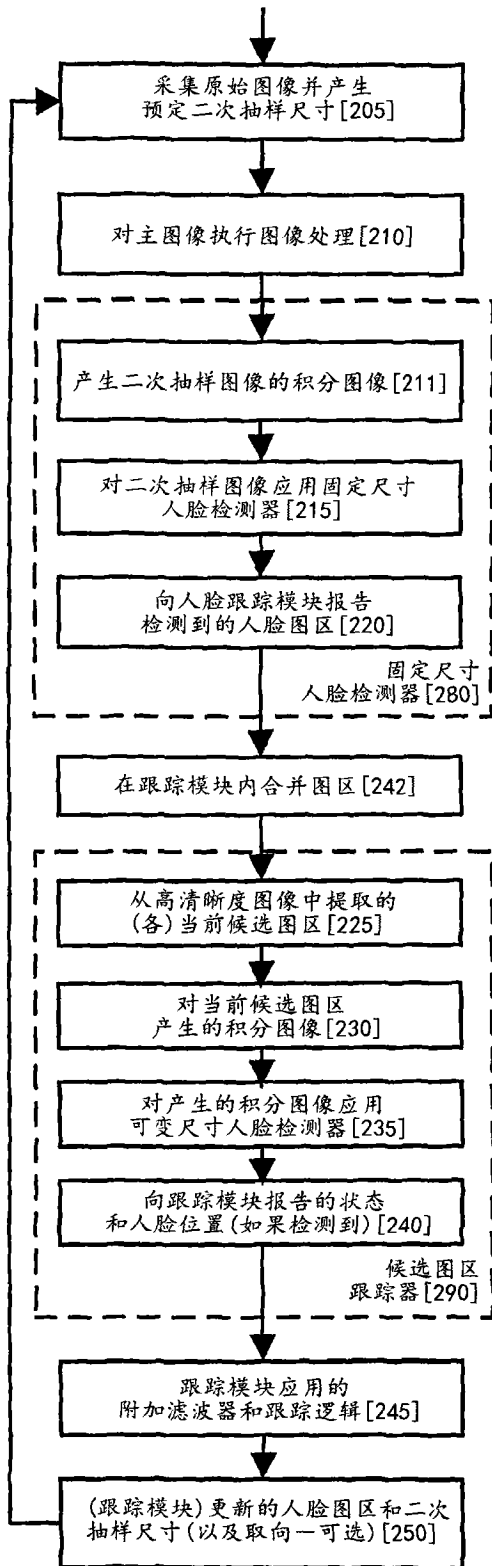 采集原始图像并产生
预定二次抽样尺寸[205]
对主图像执行图像处理[210]
产生二次抽样图像的积分图像[211]
对二次抽样图像应用固定尺寸
人脸检测器[215]
向人脸跟踪模块报告
检测到的人脸图区[220]
固定尺寸
人脸检测器[280]
在跟踪模块内合并图区[242]
从高清晰度图像中提取的
(各)当前候选图区[225]
对当前候选图区
产生的积分图像[230]
对产生的积分图像应用
可变尺寸人脸检测器[235]
向跟踪模块报告的状态
和人脸位置(如果检测到)[240]
候选图区
跟踪器[290]
跟踪模块应用的
附加滤波器和跟踪逻辑[245]
(跟踪模块)更新的人脸图区和二次
抽样尺寸(以及取向－可选)[250]